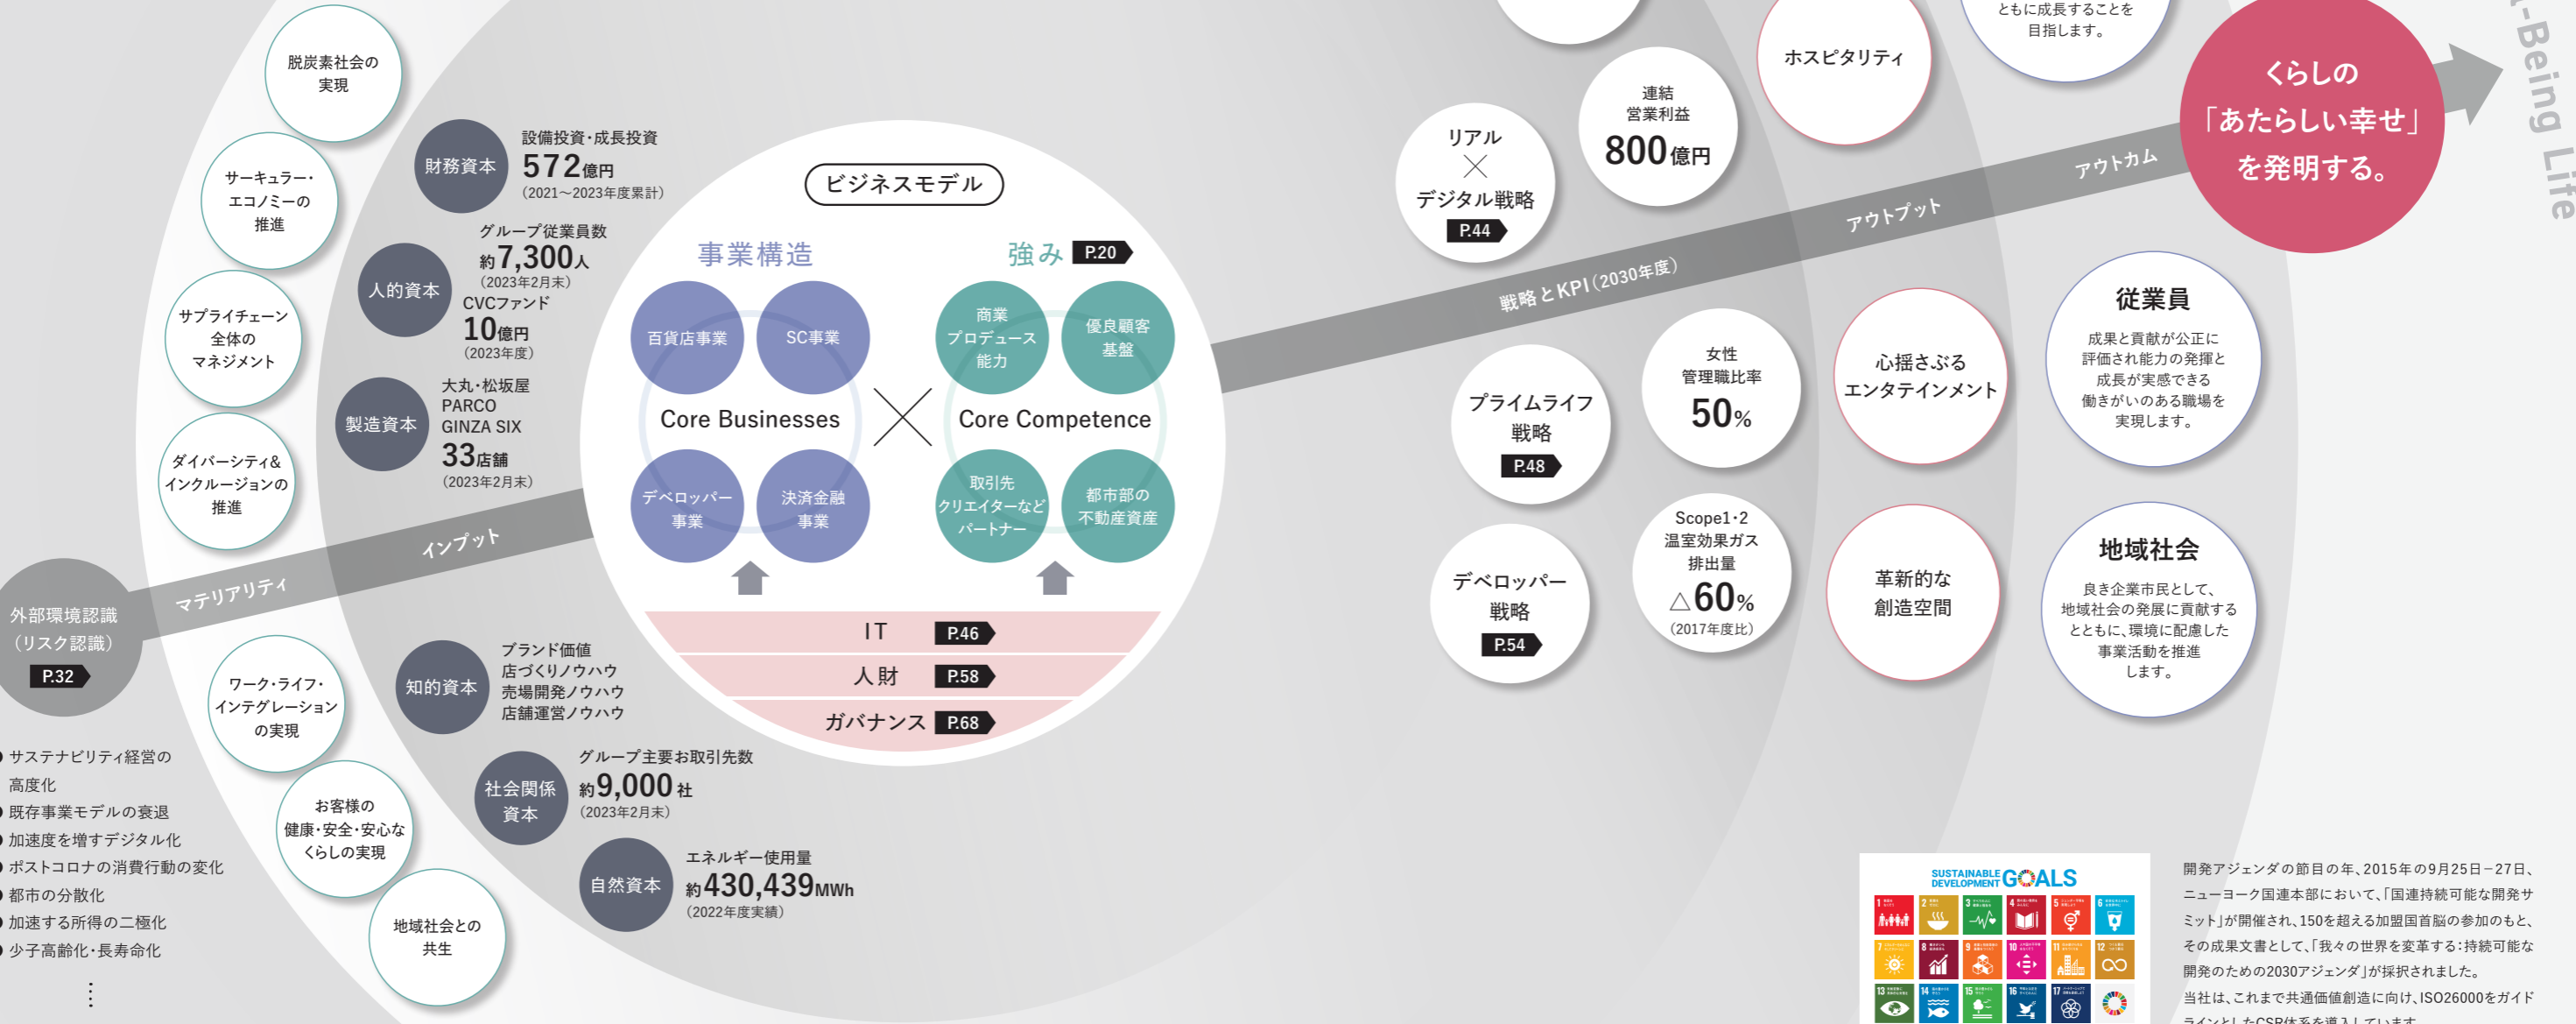 脱炭素社会の
実現
サーキュラー・
エコノミーの
推進
サプライチェーン
全体の
マネジメント
ダイバーシティ&
インクルージョンの
推進
外部環境認識
（リスク認識）
P.32
マテリアリティ
インプット
ワーク・ライフ・
インテグレーション
の実現
お客様の
健康・安全・安心な
くらしの実現
地域社会との
共生
サステナビリティ経営の
高度化
既存事業モデルの衰退
加速度を増すデジタル化
ポストコロナの消費行動の変化
都市の分散化
加速する所得の二極化
少子高齢化・長寿命化
財務資本
設備投資・成長投資
572億円
（2021〜2023年度累計）
人的資本
グループ従業員数
約7,300人
（2023年2月末）
CVCファンド
10億円
（2023年度）
製造資本
大丸・松坂屋
PARCO
GINZA SIX
33店舗
（2023年2月末）
知的資本
ブランド価値
店づくりノウハウ
売場開発ノウハウ
店舗運営ノウハウ
社会関係
資本
グループ主要お取引先数
約9,000社
（2023年2月末）
自然資本
エネルギー使用量
約430,439MWh
（2022年度実績）
ビジネスモデル
事業構造
百貨店事業
SC事業
Core Businesses
デベロッパー
事業
決済金融
事業
強み P.20
商業
プロデュース
能力
優良顧客
基盤
Core Competence
取引先
クリエイターなど
パートナー
都市部の
不動産資産
IT P.46
人財 P.58
ガバナンス P.68
戦略とKPI（2030年度）
アウトプット
アウトカム
リアル
×
デジタル戦略
P.44
連結
営業利益
800億円
プライムライフ
戦略
P.48
女性
管理職比率
50%
デベロッパー
戦略
P.54
Scope1・2
温室効果ガス
排出量
△60%
（2017年度比）
ホスピタリティ
心揺さぶる
エンタテインメント
革新的な
創造空間
ともに成長することを
目指します。
従業員
成果と貢献が公正に
評価され能力の発揮と
成長が実感できる
働きがいのある職場を
実現します。
地域社会
良き企業市民として、
地域社会の発展に貢献する
とともに、環境に配慮した
事業活動を推進
します。
くらしの
「あたらしい幸せ」
を発明する。
-Being Life
SUSTAINABLE
DEVELOPMENT GOALS
1
2
3
4
5
6
7
8
9
10
11
12
13
14
15
16
17
開発アジェンダの節目の年、2015年の9月25日−27日、
ニューヨーク国連本部において、「国連持続可能な開発サ
ミット」が開催され、150を超える加盟国首脳の参加のもと、
その成果文書として、「我々の世界を変革する：持続可能な
開発のための2030アジェンダ」が採択されました。
当社は、これまで共通価値創造に向け、ISO26000をガイド
ラインとしたCSR体系を導入しています。